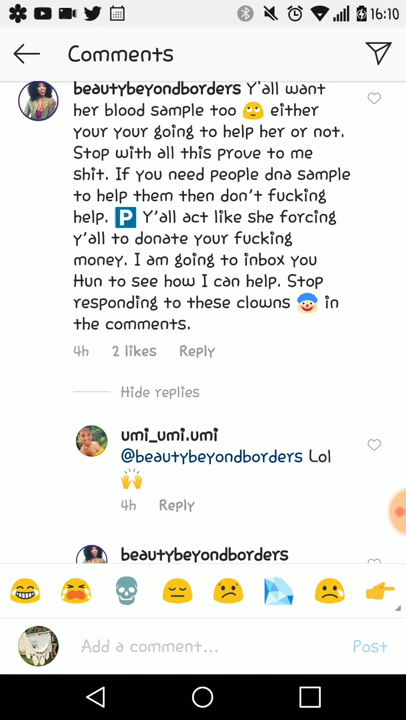 16:10
Comments
beautybeyondborders Y'all want
her blood sample too 🙄 either
your your going to help her or not.
Stop with all this prove to me
shit. If you need people dna sample
to help them then don't fucking
help. 🅿️ Y'all act like she forcing
y'all to donate your fucking
money. I am going to inbox you
Hun to see how I can help. Stop
responding to these clowns 🤡 in
the comments.
4h 2 likes Reply
Hide replies
umi_umi.umi
@beautybeyondborders Lol
🙌
4h Reply
beautybeyondborders
Add a comment... Post